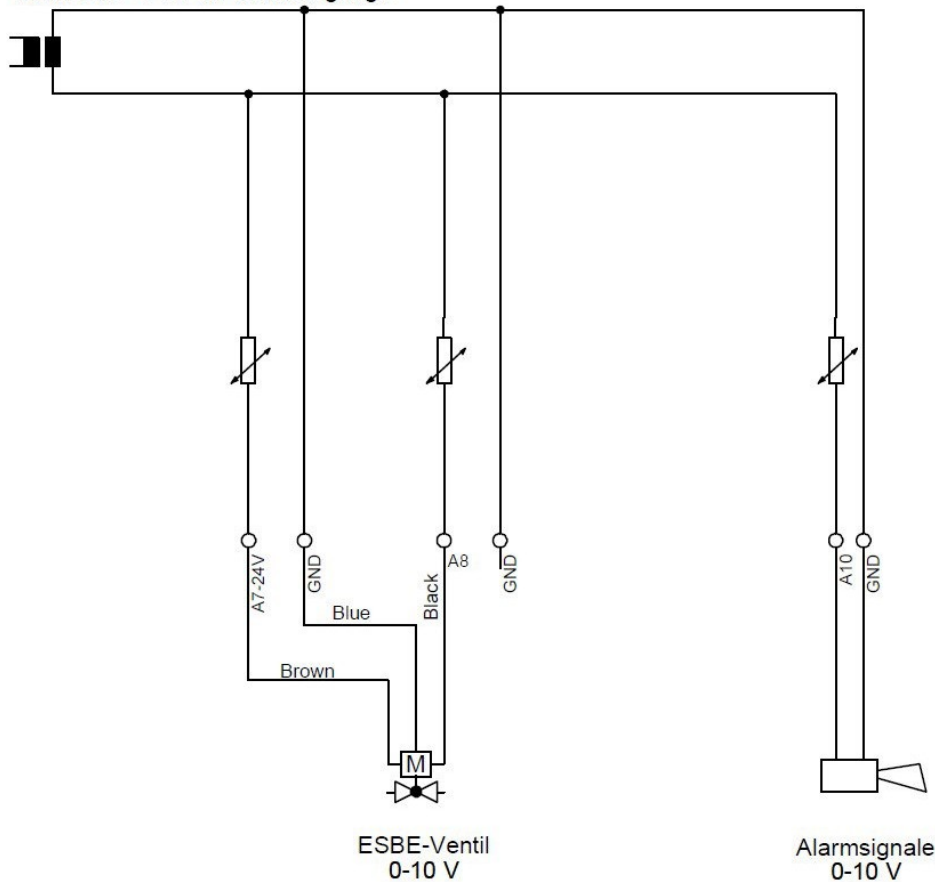 A7-24V
GND
A8
GND
A10
GND
Blue
Black
Brown
M
ESBE-Ventil
0-10 V
Alarmsignale
0-10 V